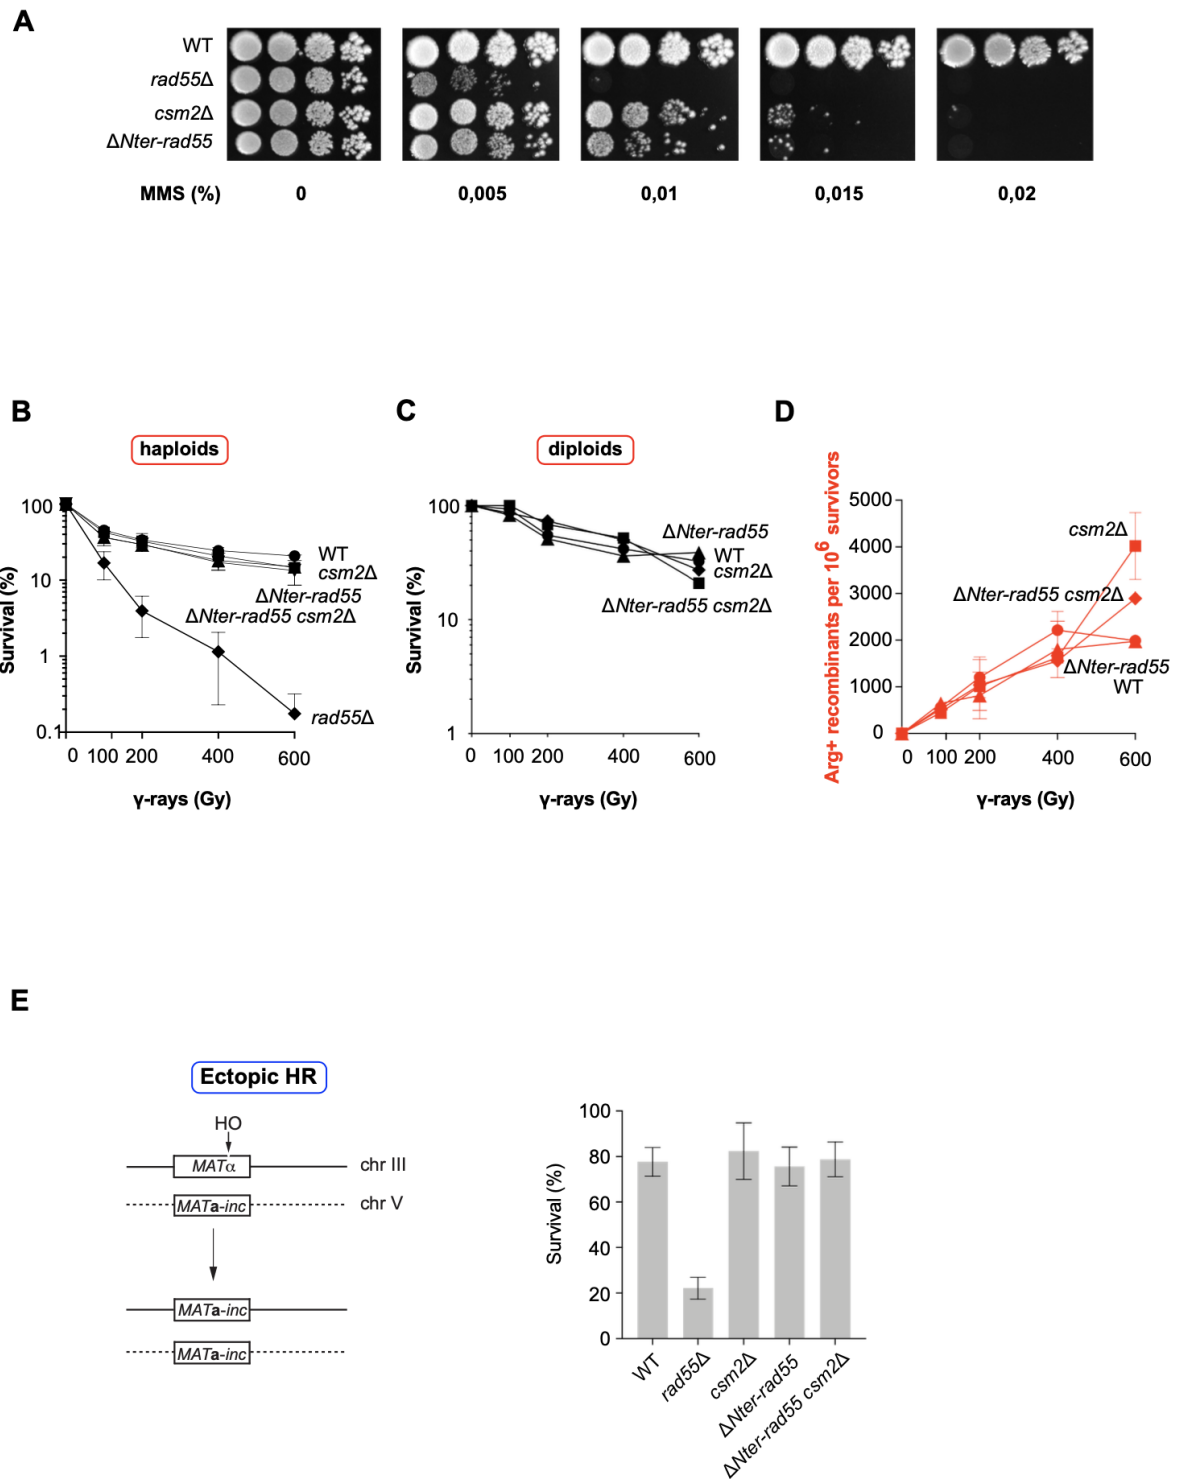 A
WT
rad55Δ
csm2Δ
ΔNter-rad55
MMS (%)
0
0,005
0,01
0,015
0,02
B
haploids
Survival (%)
100
10
1
0.1
0 100 200 400 600
γ-rays (Gy)
WT
csm2Δ
ΔNter-rad55
ΔNter-rad55 csm2Δ
rad55Δ
C
diploids
Survival (%)
100
10
1
0 100 200 400 600
γ-rays (Gy)
ΔNter-rad55
WT
csm2Δ
ΔNter-rad55 csm2Δ
D
Arg+ recombinants per 10⁶ survivors
5000
4000
3000
2000
1000
0
0 100 200 400 600
γ-rays (Gy)
csm2Δ
ΔNter-rad55 csm2Δ
ΔNter-rad55
WT
E
Ectopic HR
HO
MATα
chr III
MATa-inc
chr V
MATa-inc
MATa-inc
Survival (%)
100
80
60
40
20
0
WT
rad55Δ
csm2Δ
ΔNter-rad55
ΔNter-rad55 csm2Δ